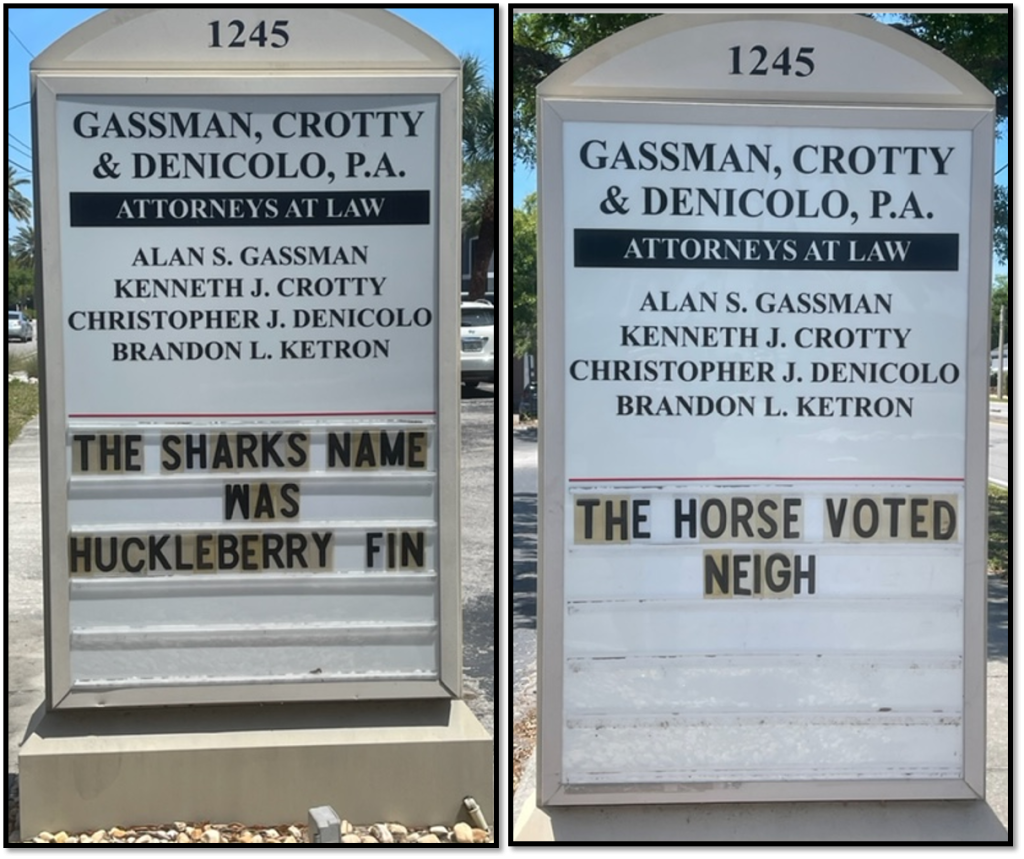 1245
GASSMAN, CROTTY
& DENICOLO, P.A.
ATTORNEYS AT LAW
ALAN S. GASSMAN
KENNETH J. CROTTY
CHRISTOPHER J. DENICOLO
BRANDON L. KETRON
THE SHARKS NAME
WAS
HUCKLEBERRY FIN
1245
GASSMAN, CROTTY
& DENICOLO, P.A.
ATTORNEYS AT LAW
ALAN S. GASSMAN
KENNETH J. CROTTY
CHRISTOPHER J. DENICOLO
BRANDON L. KETRON
THE HORSE VOTED
NEIGH